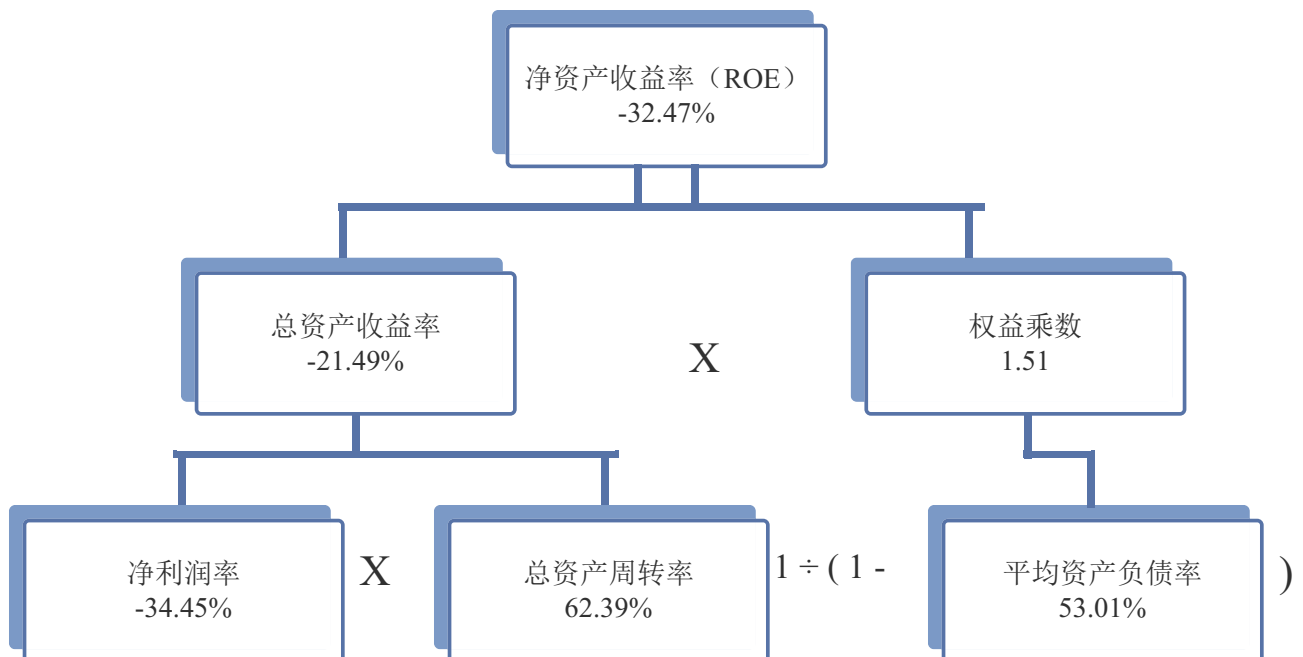 净资产收益率（ROE）
-32.47%
总资产收益率
-21.49%
X
权益乘数
1.51
净利润率
-34.45%
X
总资产周转率
62.39%
1 ÷ ( 1 -
平均资产负债率
53.01%
)